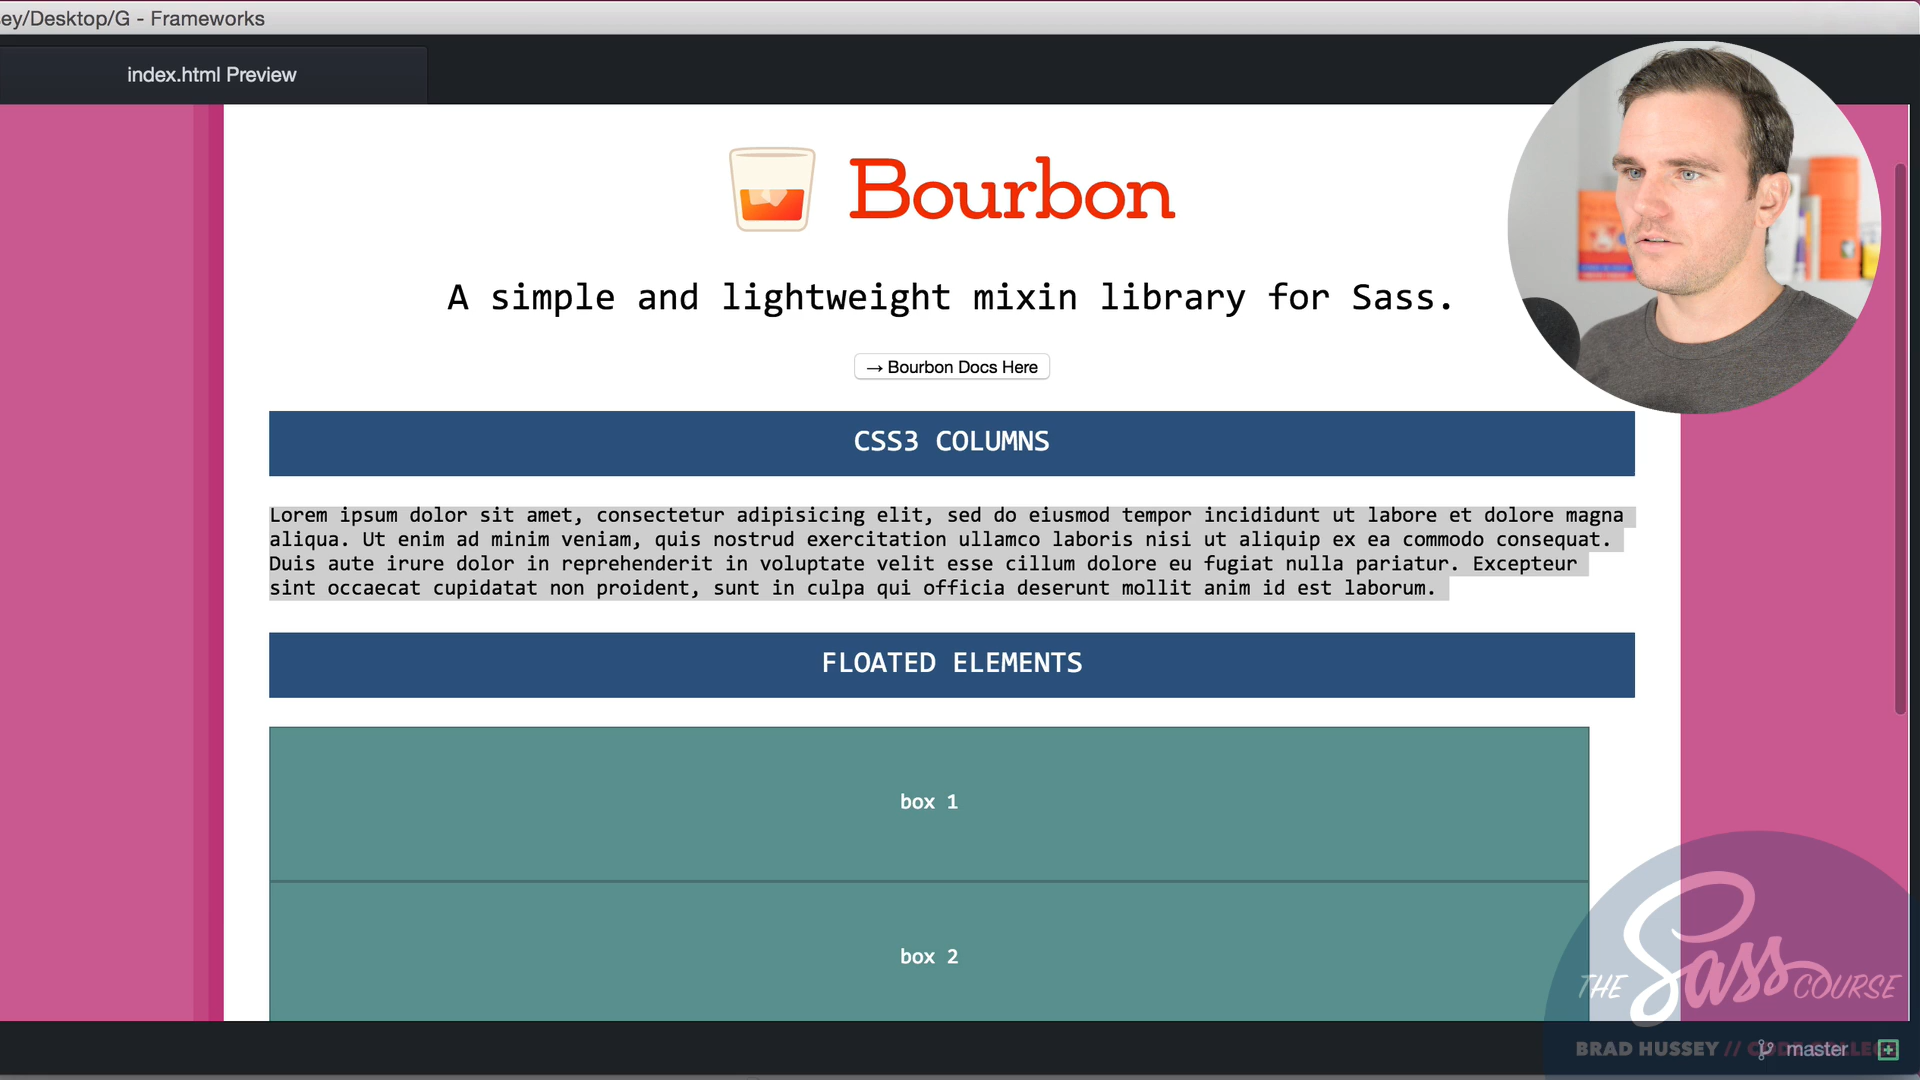 ey/Desktop/G - Frameworks
index.html Preview
Bourbon
A simple and lightweight mixin library for Sass.
→ Bourbon Docs Here
CSS3 COLUMNS
Lorem ipsum dolor sit amet, consectetur adipisicing elit, sed do eiusmod tempor incididunt ut labore et dolore magna
aliqua. Ut enim ad minim veniam, quis nostrud exercitation ullamco laboris nisi ut aliquip ex ea commodo consequat.
Duis aute irure dolor in reprehenderit in voluptate velit esse cillum dolore eu fugiat nulla pariatur. Excepteur
sint occaecat cupidatat non proident, sunt in culpa qui officia deserunt mollit anim id est laborum.
FLOATED ELEMENTS
box 1
box 2
THE Sass COURSE
BRAD HUSSEY //
master